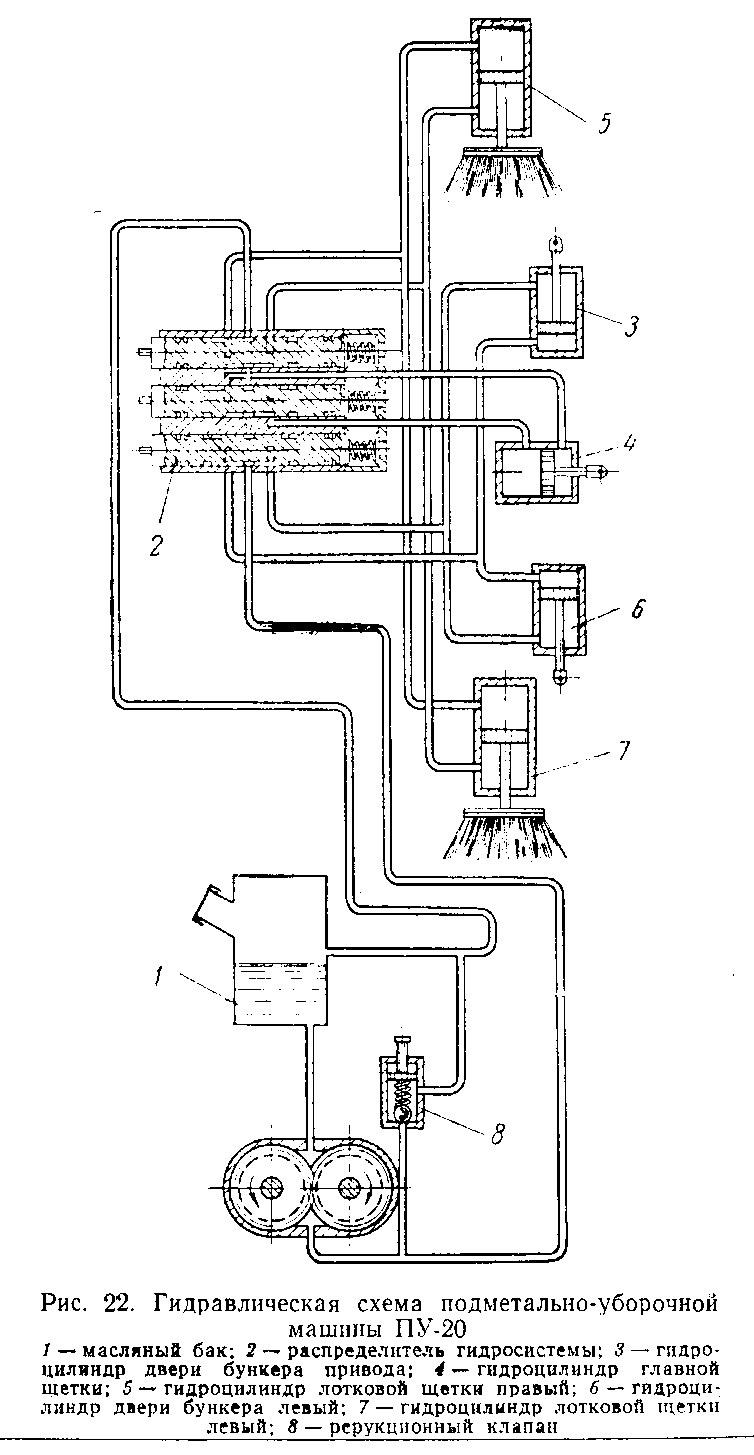 5
3
4
2
6
7
1
8
Рис. 22. Гидравлическая схема подметально-уборочной
машины ПУ-20
1 — масляный бак; 2 — распределитель гидросистемы; 3 — гидро-
цилиндр двери бункера привода; 4 — гидроцилиндр главной
щетки; 5 — гидроцилиндр лотковой щетки правый; 6 — гидроци-
линдр двери бункера левый; 7 — гидроцилиндр лотковой щетки
левый; 8 — рерукционный клапан